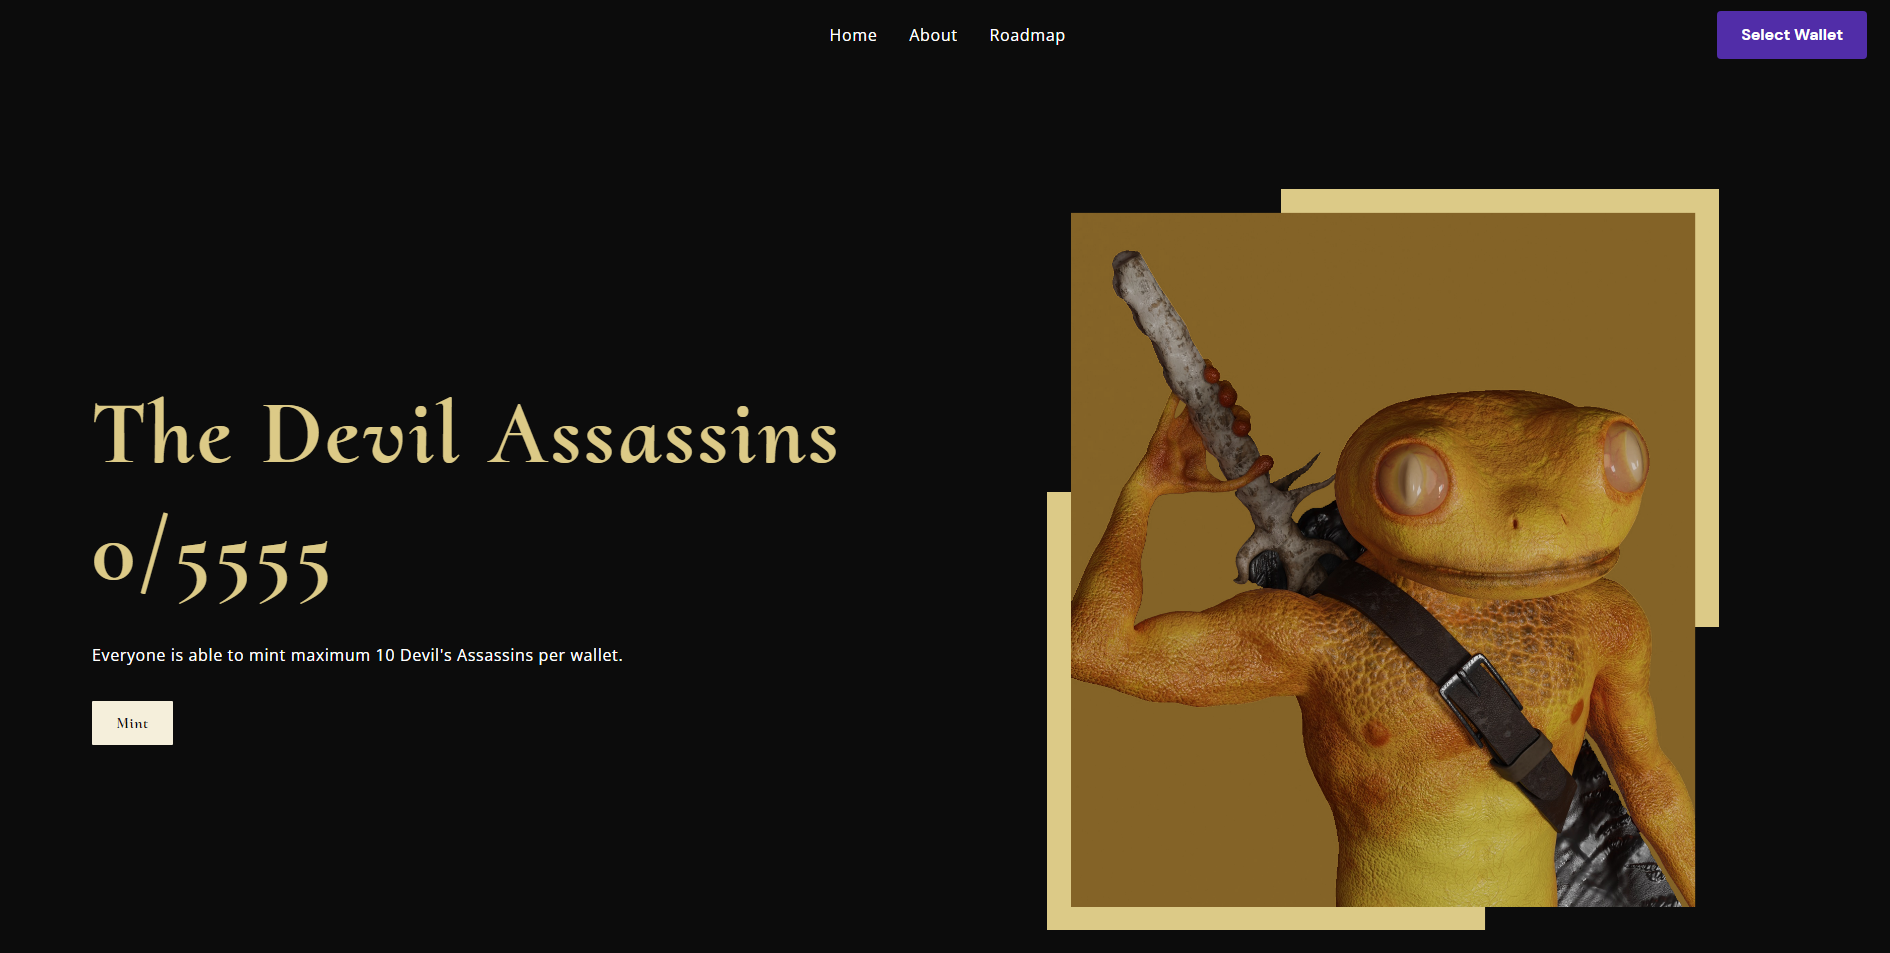 Home About Roadmap
Select Wallet
The Devil Assassins
0/5555
Everyone is able to mint maximum 10 Devil's Assassins per wallet.
Mint